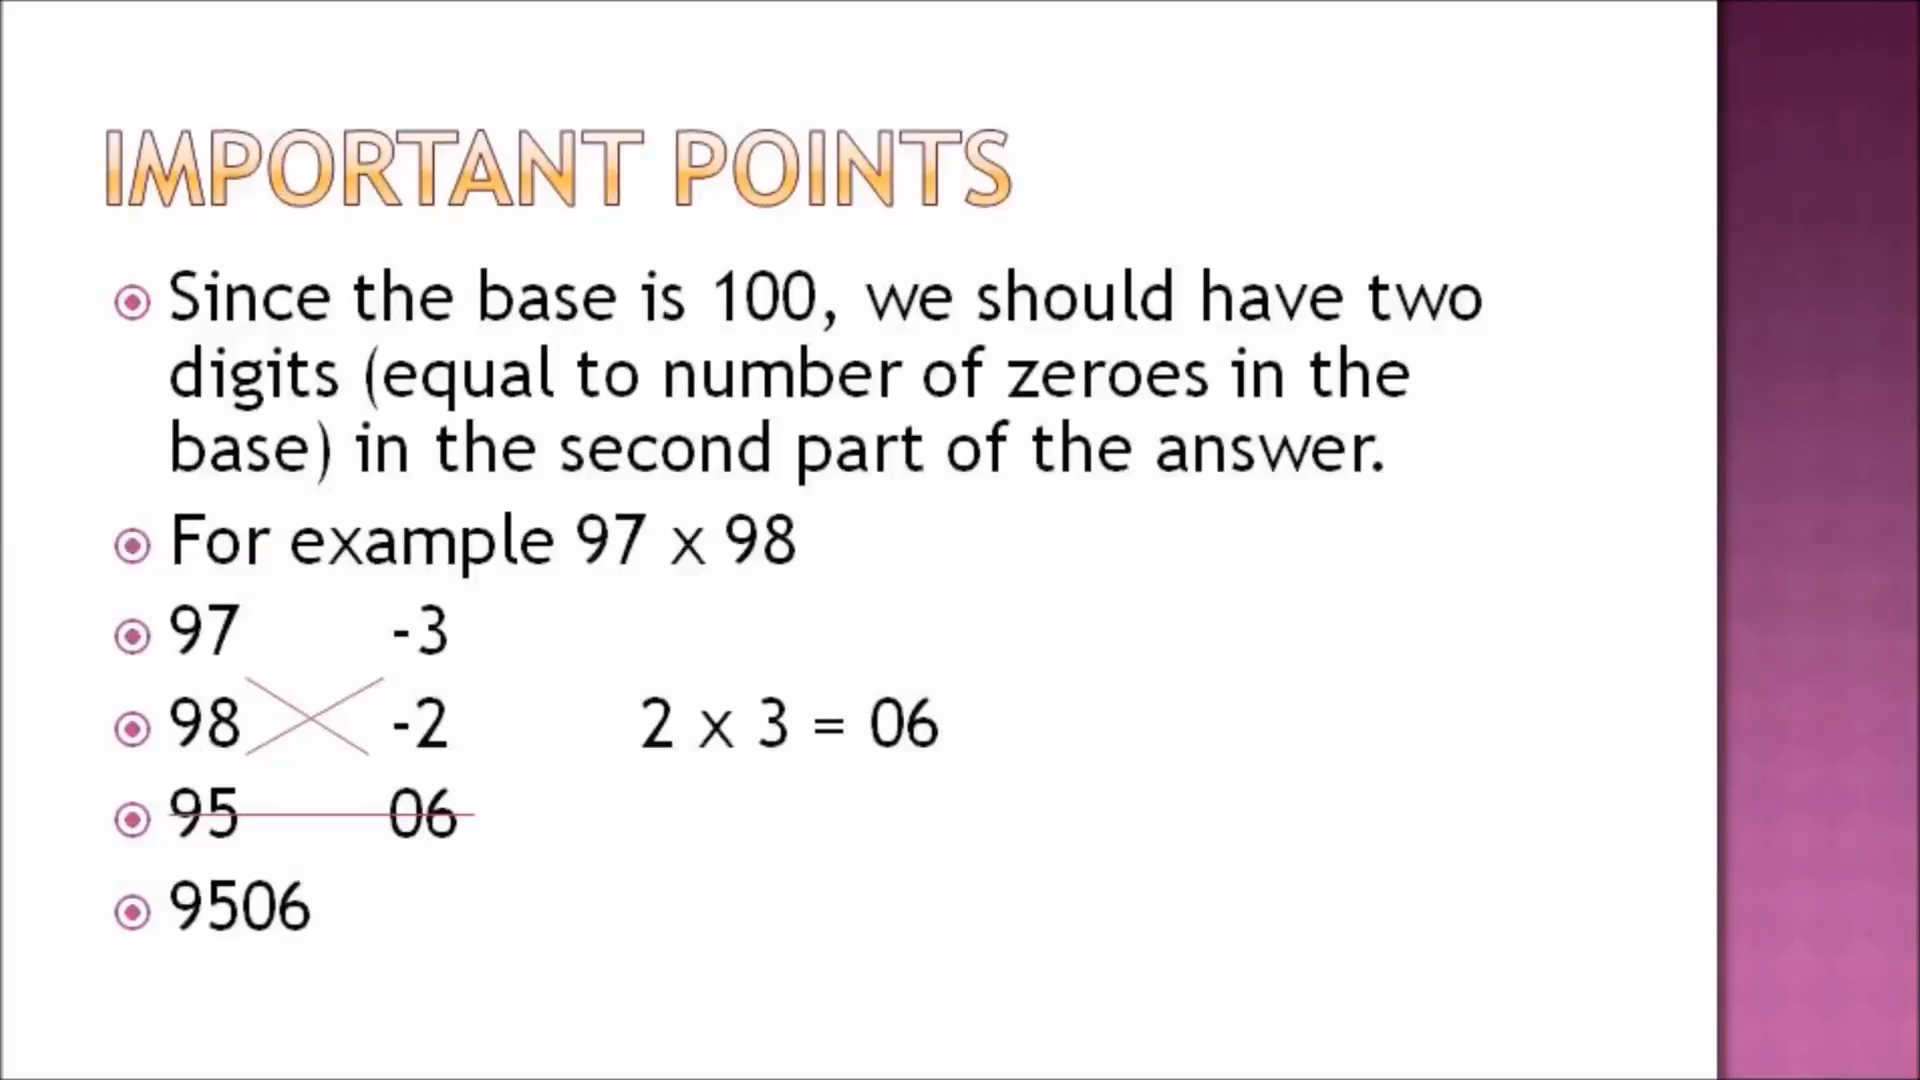 IMPORTANT POINTS
Since the base is 100, we should have two
digits (equal to number of zeroes in the
base) in the second part of the answer.
For example 97 x 98
97 -3
98 -2 2 x 3 = 06
95 06
9506